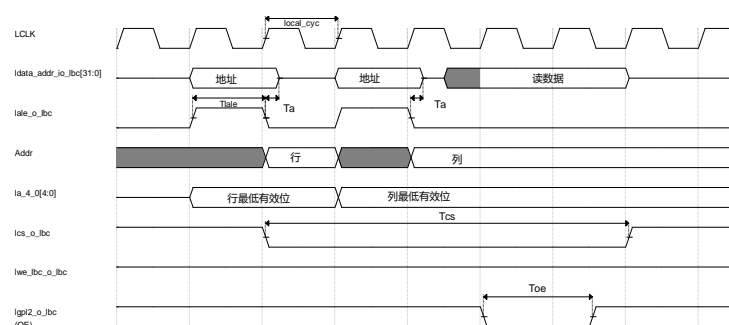 local_cyc
LCLK
ldata_addr_io_lbc[31:0]
地址
地址
读数据
Tlale
Ta
Ta
lale_o_lbc
Addr
行
列
la_4_0[4:0]
行最低有效位
列最低有效位
Tcs
lcs_o_lbc
lwe_lbc_o_lbc
Toe
lgpl2_o_lbc
(OE)